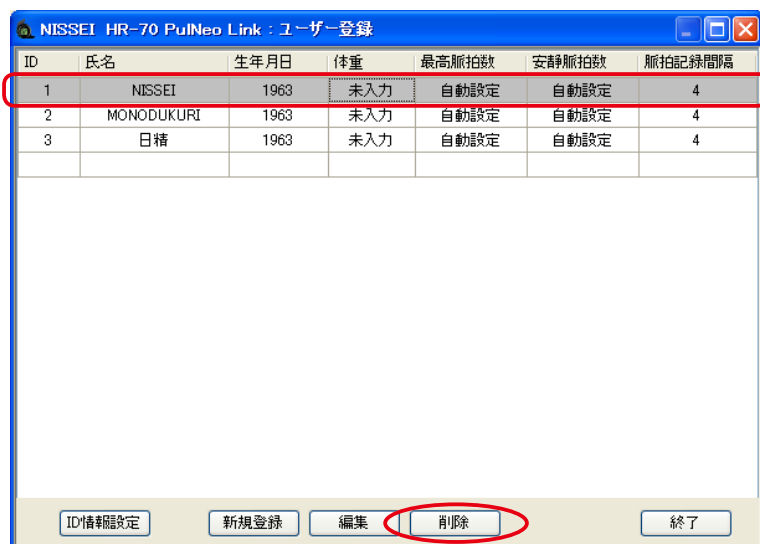 NISSEI HR-70 PulNeo Link：ユーザー登録
ID 氏名 生年月日 体重 最高脈拍数 安静脈拍数 脈拍記録間隔
1 NISSEI 1963 未入力 自動設定 自動設定 4
2 MONODUKURI 1963 未入力 自動設定 自動設定 4
3 日精 1963 未入力 自動設定 自動設定 4
ID情報設定 新規登録 編集 削除 終了